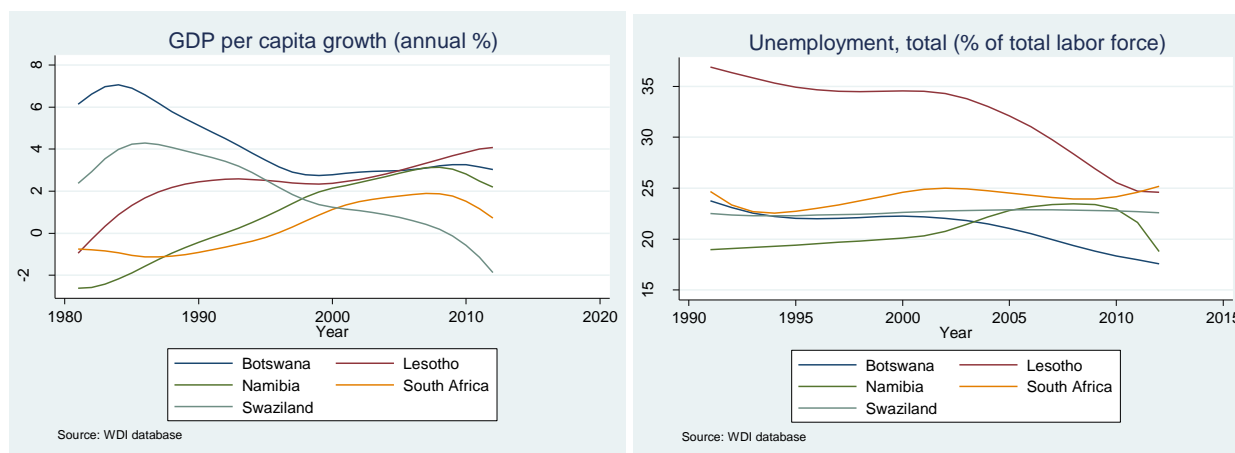 GDP per capita growth (annual %)
8
6
4
2
0
-2
1980 1990 2000 2010 2020
Year
Botswana Lesotho
Namibia South Africa
Swaziland
Source: WDI database
Unemployment, total (% of total labor force)
35
30
25
20
15
1990 1995 2000 2005 2010 2015
Year
Botswana Lesotho
Namibia South Africa
Swaziland
Source: WDI database